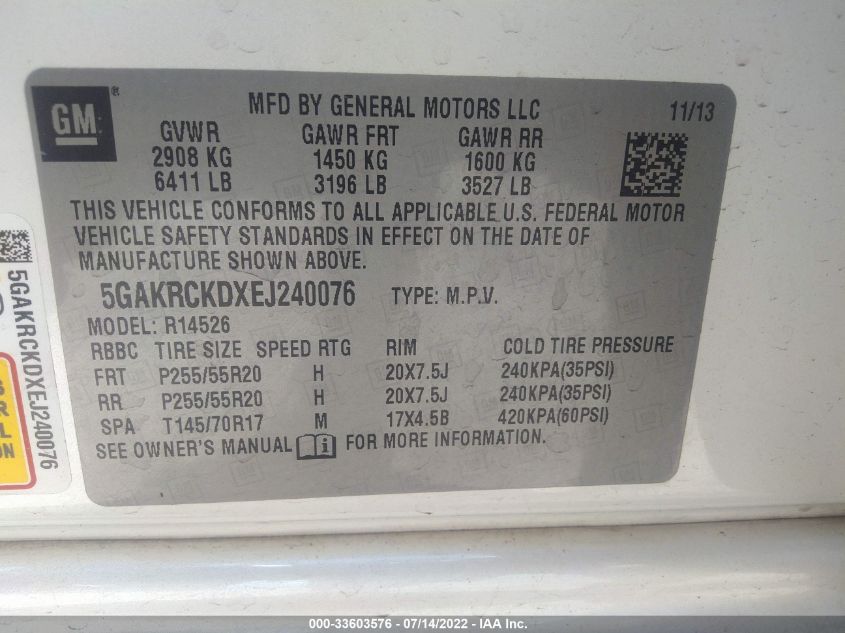 GM®
MFD BY GENERAL MOTORS LLC 11/13
GVWR GAWR FRT GAWR RR
2908 KG 1450 KG 1600 KG
6411 LB 3196 LB 3527 LB
THIS VEHICLE CONFORMS TO ALL APPLICABLE U.S. FEDERAL MOTOR
VEHICLE SAFETY STANDARDS IN EFFECT ON THE DATE OF
MANUFACTURE SHOWN ABOVE.
5GAKRCKDXEJ240076 TYPE: M.P.V.
MODEL: R14526
RBBC TIRE SIZE SPEED RTG RIM COLD TIRE PRESSURE
FRT P255/55R20 H 20X7.5J 240KPA(35PSI)
RR P255/55R20 H 20X7.5J 240KPA(35PSI)
SPA T145/70R17 M 17X4.5B 420KPA(60PSI)
SEE OWNER'S MANUAL i FOR MORE INFORMATION.
5GAKRCKDXEJ240076
000-33603576 - 07/14/2022 - IAA Inc.